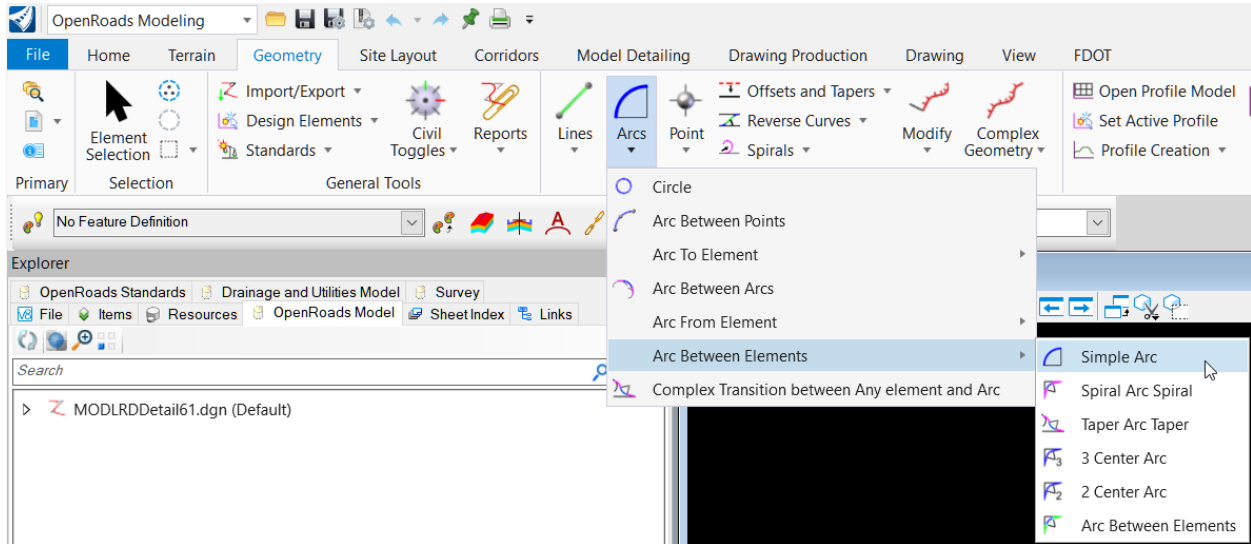 OpenRoads Modeling
File Home Terrain Geometry Site Layout Corridors Model Detailing Drawing Production Drawing View FDOT
Element Selection
Import/Export
Design Elements
Standards
Civil Toggles
Reports
Lines
Arcs
Point
Offsets and Tapers
Reverse Curves
Spirals
Modify
Complex Geometry
Open Profile Model
Set Active Profile
Profile Creation
Primary Selection General Tools
No Feature Definition
A
Explorer
OpenRoads Standards Drainage and Utilities Model Survey
V8 File Items Resources OpenRoads Model Sheet Index Links
Search
MODLRDDetail61.dgn (Default)
Circle
Arc Between Points
Arc To Element
Arc Between Arcs
Arc From Element
Arc Between Elements
Complex Transition between Any element and Arc
Simple Arc
Spiral Arc Spiral
Taper Arc Taper
3 Center Arc
2 Center Arc
Arc Between Elements